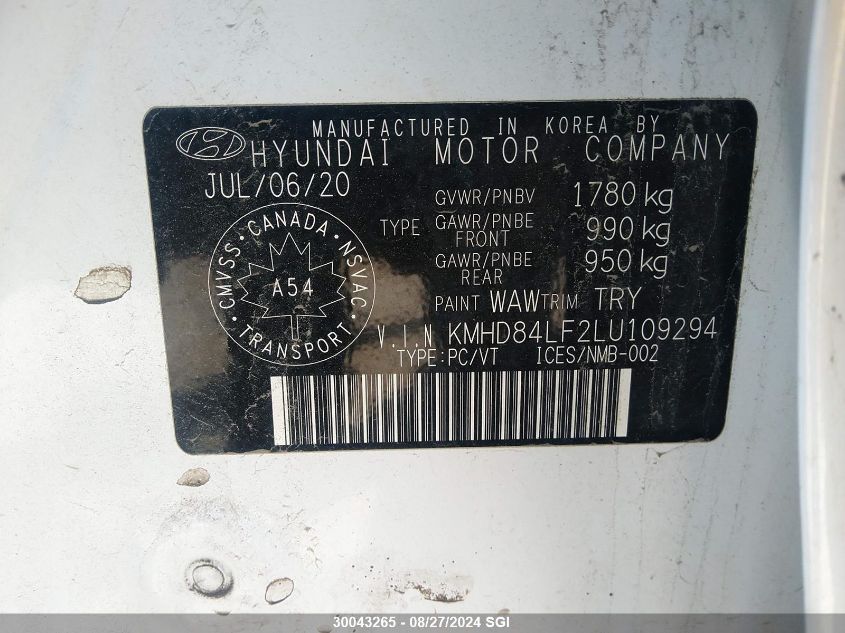 MANUFACTURED IN KOREA BY
HYUNDAI MOTOR COMPANY
JUL/06/20
GVWR/PNBV 1780 kg
TYPE GAWR/PNBE FRONT 990 kg
GAWR/PNBE REAR 950 kg
PAINT WAW TRIM TRY
CMVSS · CANADA · NSVAC · TRANSPORT ·
A54
V.I.N KMHD84LF2LU109294
TYPE:PC/VT ICES/NMB-002
30043265 - 08/27/2024 SGI